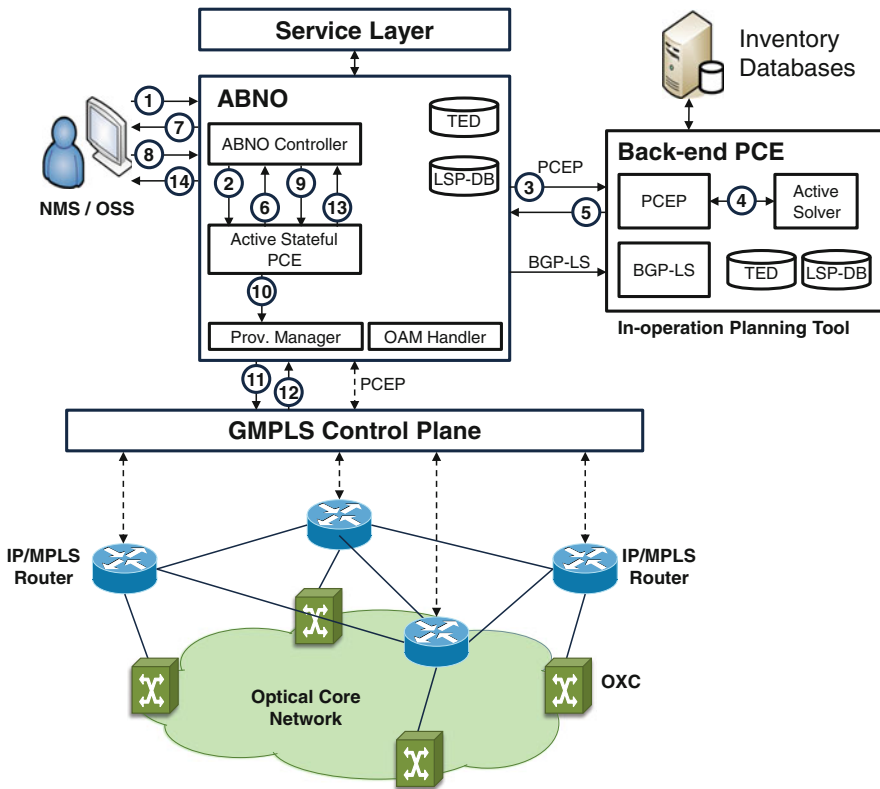 Service Layer
Inventory
Databases
ABNO
1
7
8
14
NMS / OSS
ABNO Controller
TED
LSP-DB
2
6
9
13
Active Stateful
PCE
10
Prov. Manager
OAM Handler
3
PCEP
5
BGP-LS
Back-end PCE
PCEP
4
Active
Solver
BGP-LS
TED
LSP-DB
In-operation Planning Tool
11
12
PCEP
GMPLS Control Plane
IP/MPLS
Router
IP/MPLS
Router
OXC
Optical Core
Network